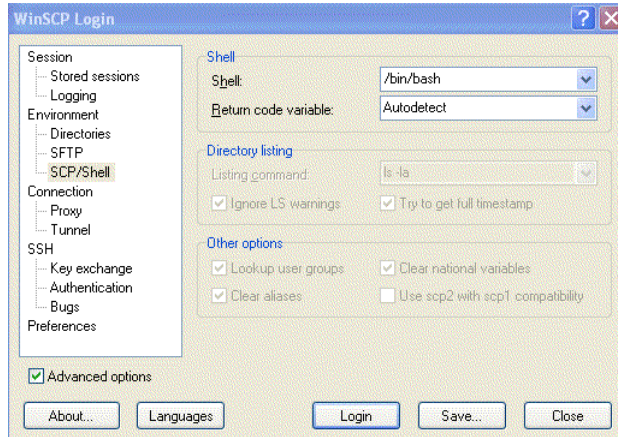 WinSCP Login
Session
Stored sessions
Logging
Environment
Directories
SFTP
SCP/Shell
Connection
Proxy
Tunnel
SSH
Key exchange
Authentication
Bugs
Preferences
Shell
Shell: /bin/bash
Return code variable: Autodetect
Directory listing
Listing command: ls -la
Ignore LS warnings Try to get full timestamp
Other options
Lookup user groups Clear national variables
Clear aliases Use scp2 with scp1 compatibility
Advanced options
About... Languages Login Save... Close